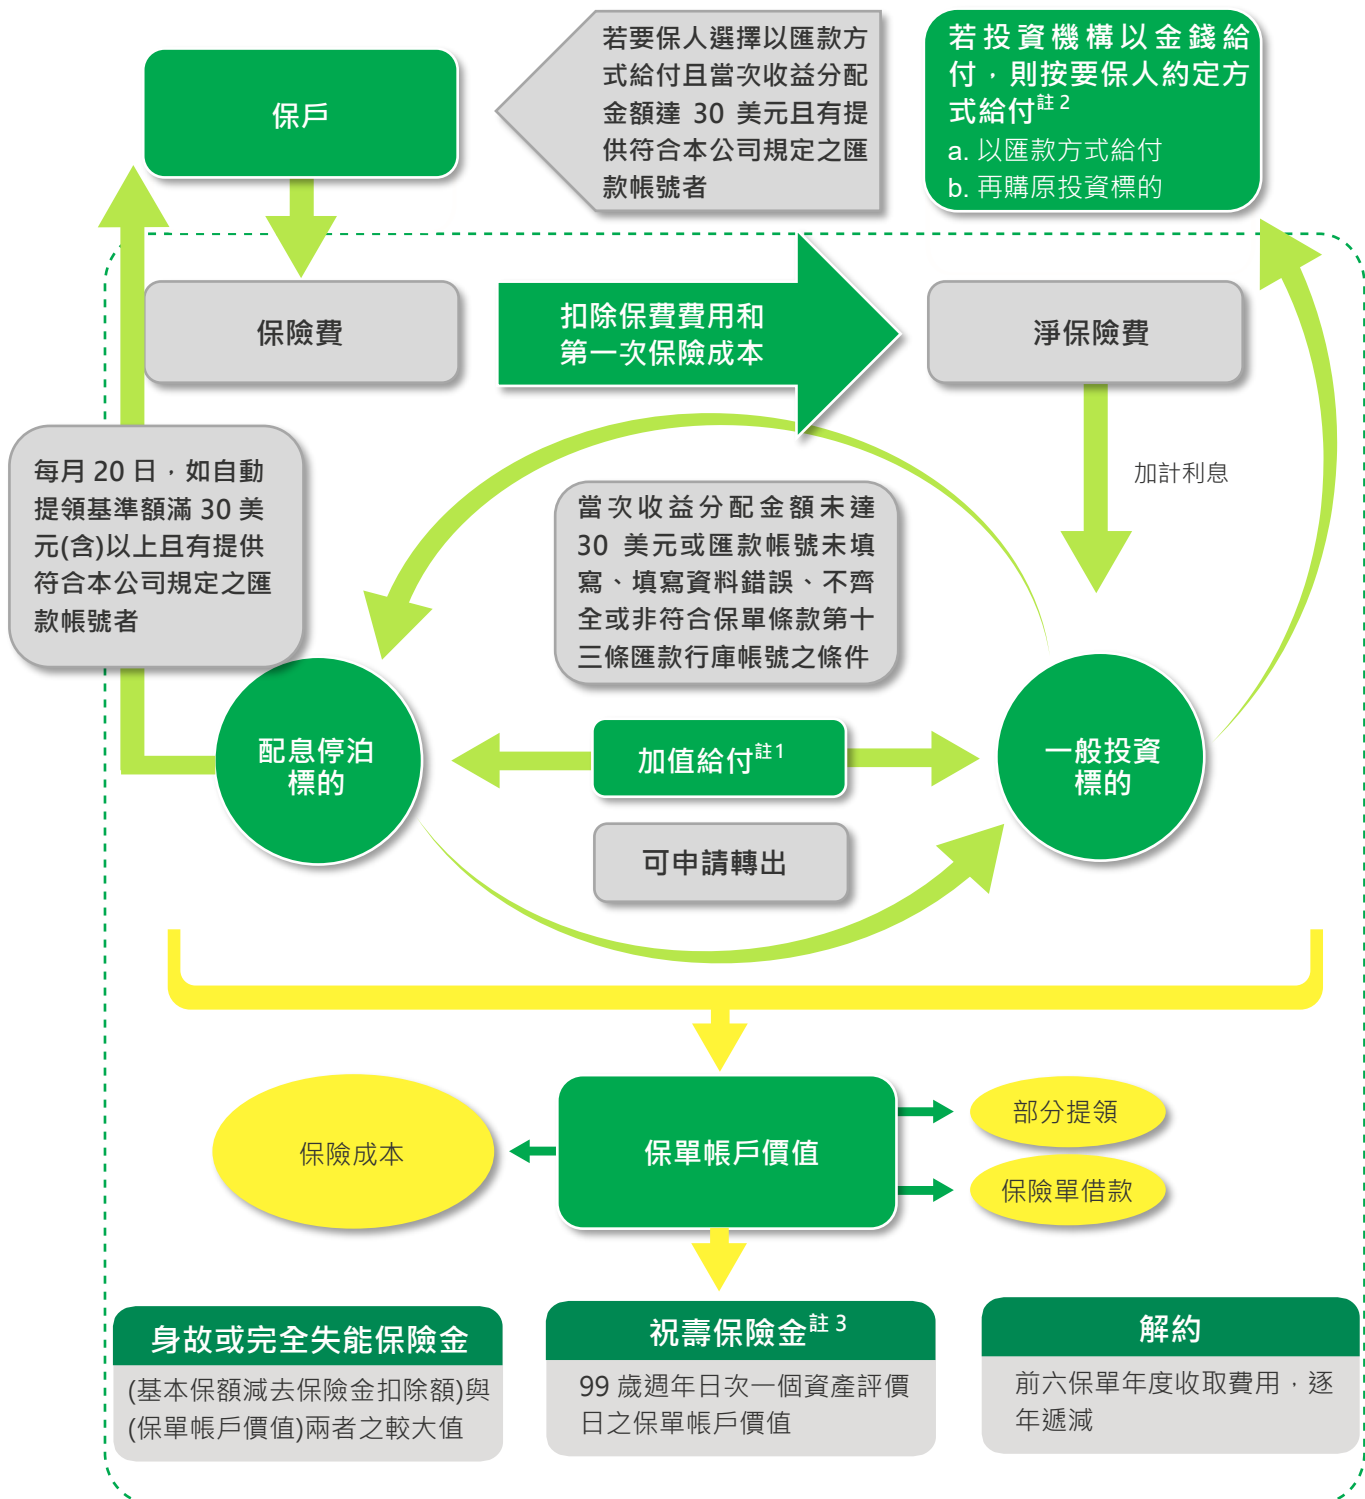 保戶
若要保人選擇以匯款方
式給付且當次收益分配
金額達 30 美元且有提
供符合本公司規定之匯
款帳號者
若投資機構以金錢給
付，則按要保人約定方
式給付註 2
a. 以匯款方式給付
b. 再購原投資標的
保險費
扣除保費費用和
第一次保險成本
淨保險費
加計利息
每月 20 日，如自動
提領基準額滿 30 美
元(含)以上且有提供
符合本公司規定之匯
款帳號者
當次收益分配金額未達
30 美元或匯款帳號未填
寫、填寫資料錯誤、不齊
全或非符合保單條款第十
三條匯款行庫帳號之條件
配息停泊
標的
加值給付註1
一般投資
標的
可申請轉出
保險成本
保單帳戶價值
部分提領
保險單借款
身故或完全失能保險金
(基本保額減去保險金扣除額)與
(保單帳戶價值)兩者之較大值
祝壽保險金註 3
99 歲週年日次一個資產評價
日之保單帳戶價值
解約
前六保單年度收取費用，逐
年遞減